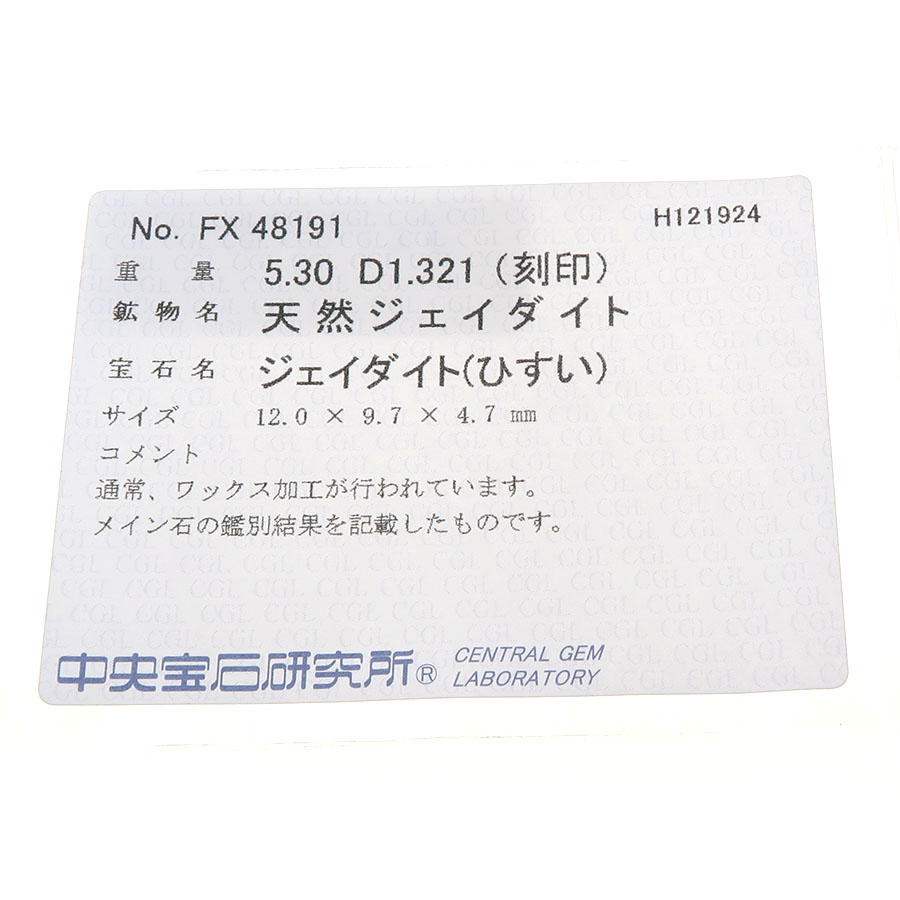 No. FX 48191
H121924
重量 5.30 D1.321 (刻印)
鉱物名 天然ジェイダイト
宝石名 ジェイダイト(ひすい)
サイズ 12.0 × 9.7 × 4.7 mm
コメント
通常、ワックス加工が行われています。
メイン石の鑑別結果を記載したものです。
中央宝石研究所® CENTRAL GEM
LABORATORY